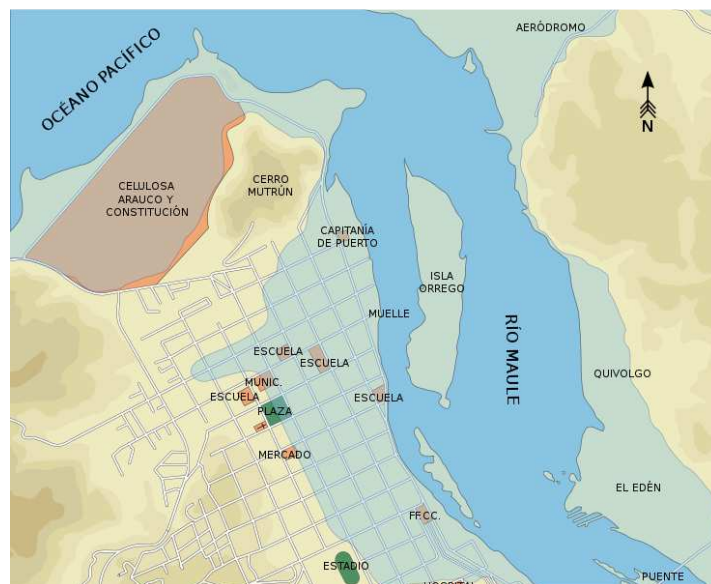 AERÓDROMO
OCÉANO PACÍFICO
N
CELULOSA
ARAUCO Y
CONSTITUCIÓN
CERRO
MUTRÚN
CAPITANÍA
DE PUERTO
ISLA
ORREGO
MUELLE
RÍO MAULE
ESCUELA
ESCUELA
QUIVOLGO
MUNIC.
ESCUELA
ESCUELA
PLAZA
MERCADO
EL EDÉN
FF.CC.
ESTADIO
PUENTE
HOSPITAL